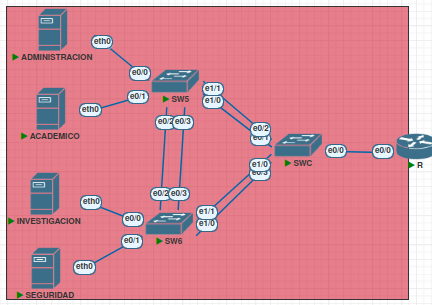 eth0
ADMINISTRACION
e0/0
SW5
e0/1
e1/1
e1/0
eth0
ACADEMICO
e0/2
e0/3
e0/2
e0/1
SWC
e0/0
e0/0
R
e1/0
e0/3
INVESTIGACION
eth0
e0/2
e0/3
e0/0
e1/1
e1/0
SW6
e0/1
eth0
SEGURIDAD